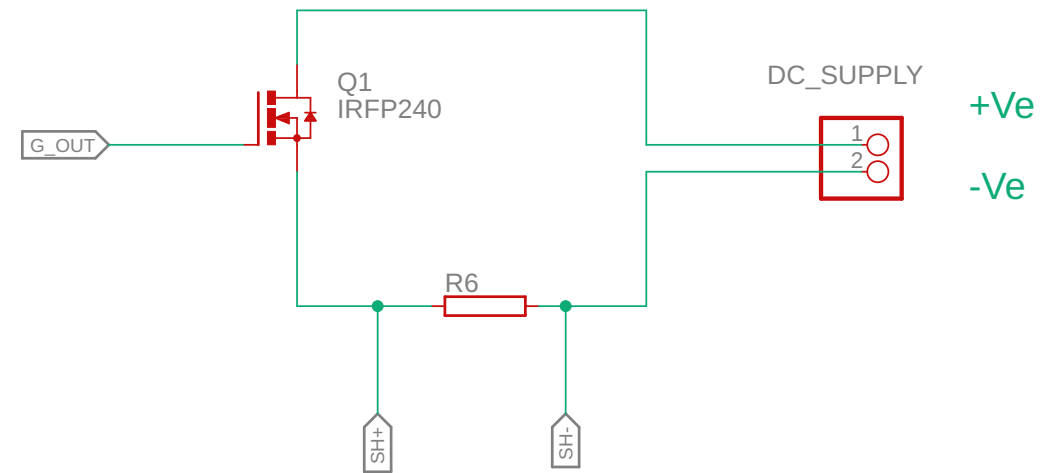 Q1
IRFP240
DC_SUPPLY
+Ve
1
2
-Ve
G_OUT
R6
SH+
SH-